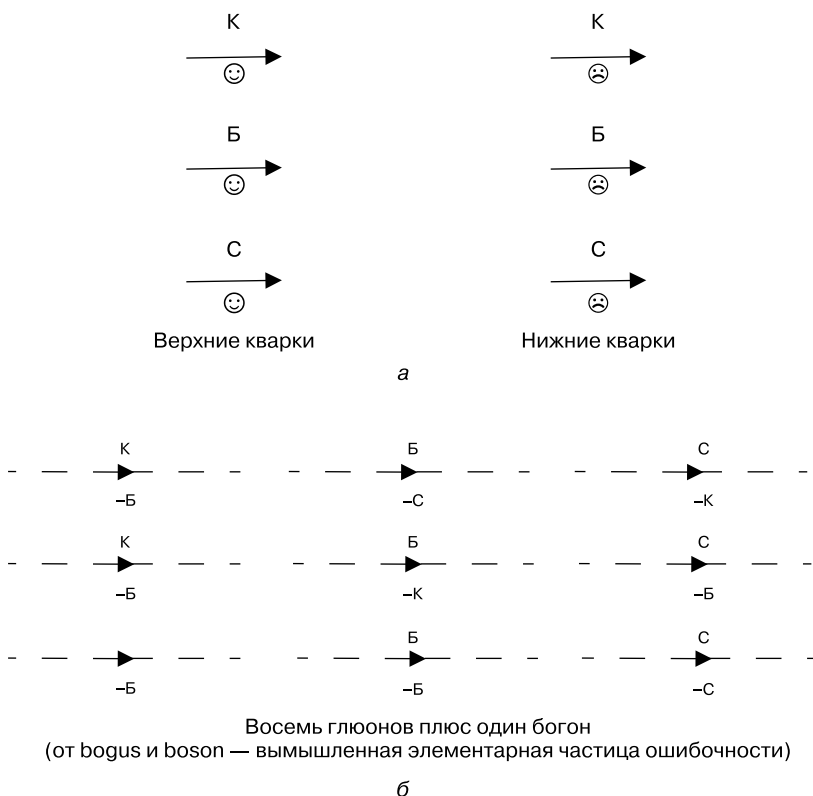 К К
Б Б
С С
Верхние кварки Нижние кварки
а
К Б С
–Б –С –К
К Б С
–Б –К –Б
Б С
–Б –Б –С
Восемь глюонов плюс один богон
(от bogus и boson — вымышленная элементарная частица ошибочности)
б